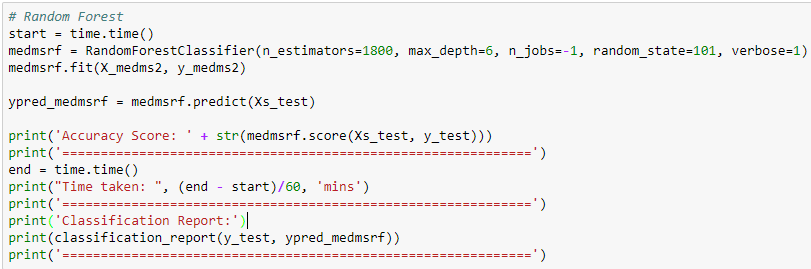 # Random Forest
start = time.time()
medmsrf = RandomForestClassifier(n_estimators=1800, max_depth=6, n_jobs=-1, random_state=101, verbose=1)
medmsrf.fit(X_medms2, y_medms2)
ypred_medmsrf = medmsrf.predict(Xs_test)
print('Accuracy Score: ' + str(medmsrf.score(Xs_test, y_test)))
print('=============================================================')
end = time.time()
print("Time taken: ", (end - start)/60, 'mins')
print('=============================================================')
print('Classification Report:')
print(classification_report(y_test, ypred_medmsrf))
print('=============================================================')